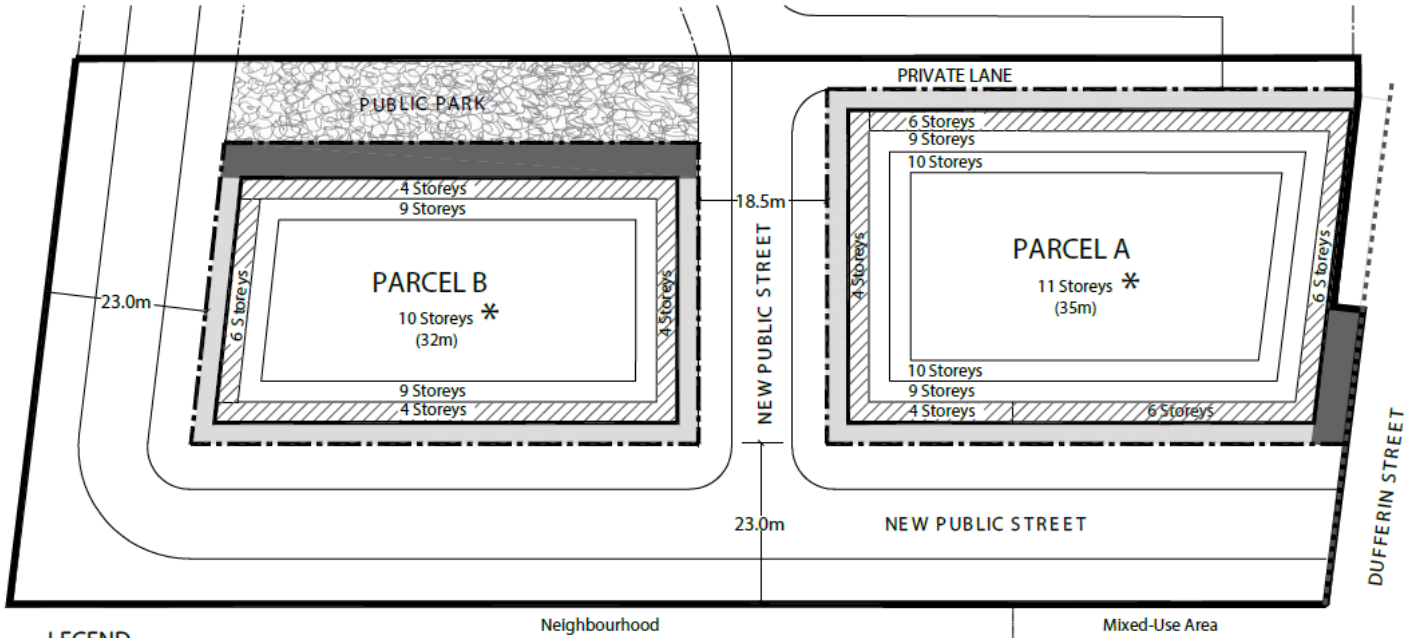 PRIVATE LANE
PUBLIC PARK
6 Storeys
9 Storeys
10 Storeys
4 Storeys
9 Storeys
18.5m
NEW PUBLIC STREET
PARCEL B
10 Storeys *
(32m)
6 Storeys
4 Storeys
23.0m
9 Storeys
4 Storeys
PARCEL A
11 Storeys *
(35m)
4 Storeys
6 Storeys
10 Storeys
9 Storeys
4 Storeys
6 Storeys
23.0m
NEW PUBLIC STREET
DUFFERIN STREET
Neighbourhood
Mixed-Use Area
LEGEND